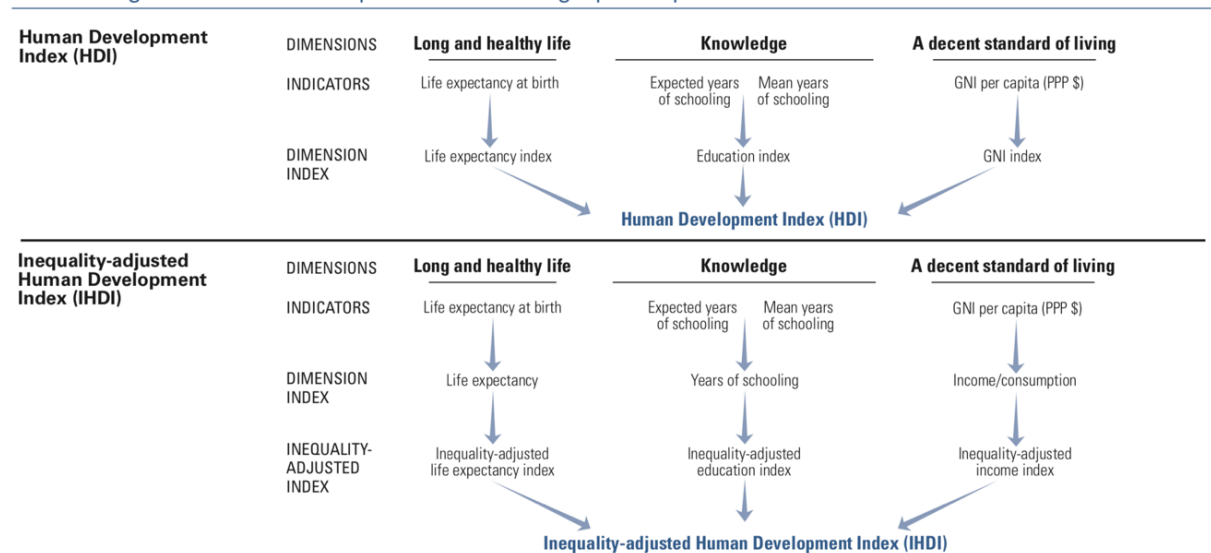 Human Development
Index (HDI)
DIMENSIONS
Long and healthy life
Knowledge
A decent standard of living
INDICATORS
Life expectancy at birth
Expected years
of schooling
Mean years
of schooling
GNI per capita (PPP $)
DIMENSION
INDEX
Life expectancy index
Education index
GNI index
Human Development Index (HDI)
Inequality-adjusted
Human Development
Index (IHDI)
DIMENSIONS
Long and healthy life
Knowledge
A decent standard of living
INDICATORS
Life expectancy at birth
Expected years
of schooling
Mean years
of schooling
GNI per capita (PPP $)
DIMENSION
INDEX
Life expectancy
Years of schooling
Income/consumption
INEQUALITY-
ADJUSTED
INDEX
Inequality-adjusted
life expectancy index
Inequality-adjusted
education index
Inequality-adjusted
income index
Inequality-adjusted Human Development Index (IHDI)